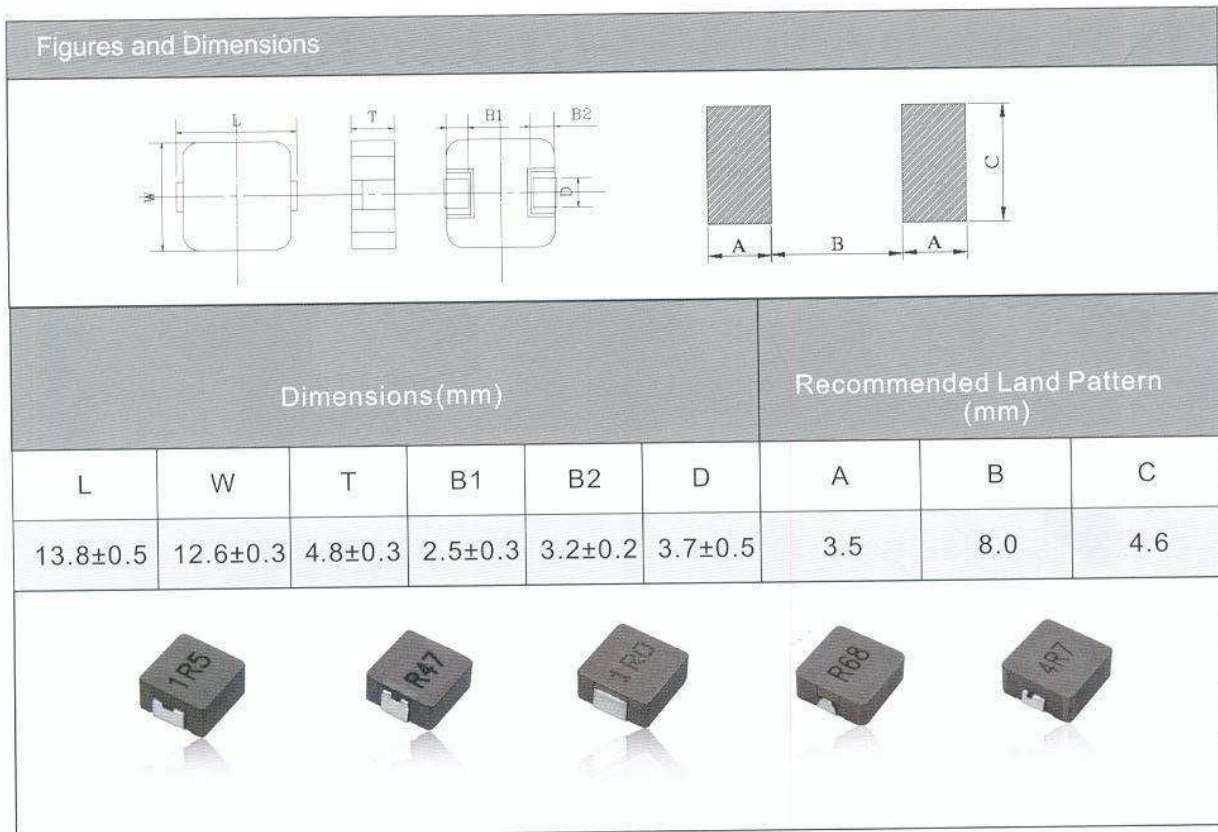 Figures and Dimensions
L T B1 B2
W D C
A B A
Dimensions(mm) Recommended Land Pattern
(mm)
L W T B1 B2 D A B C
13.8±0.5 12.6±0.3 4.8±0.3 2.5±0.3 3.2±0.2 3.7±0.5 3.5 8.0 4.6
1R5 R47 1R0 R68 4R7